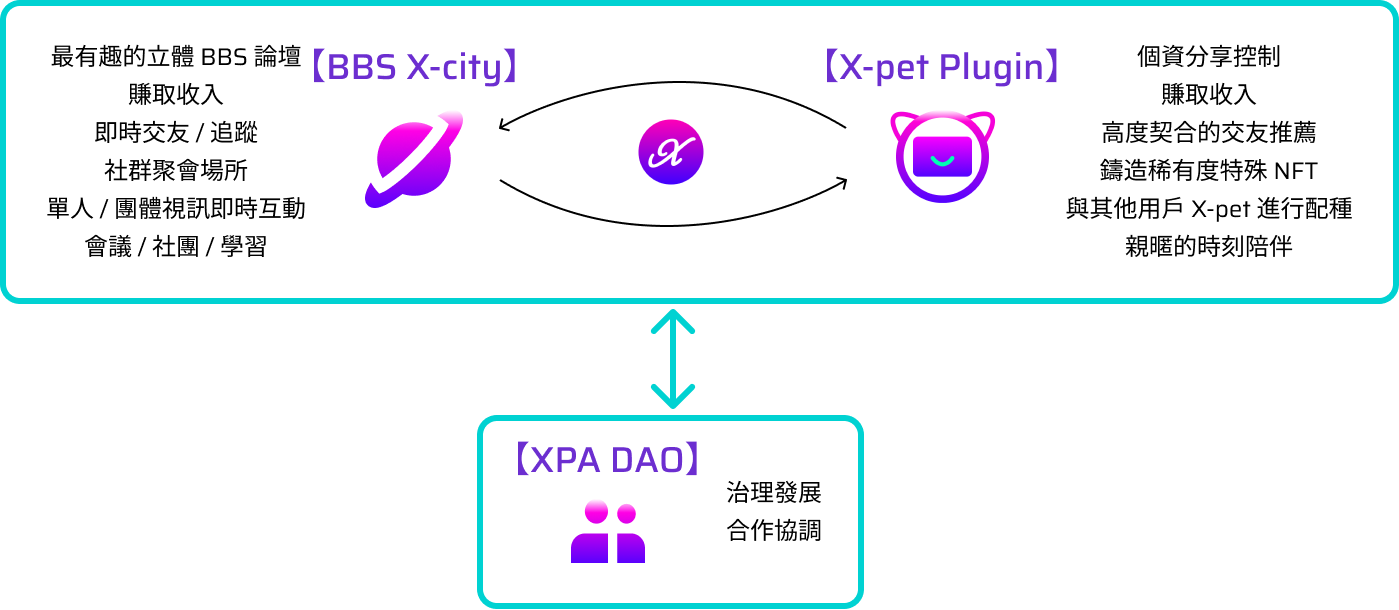 最有趣的立體 BBS 論壇
賺取收入
即時交友 / 追蹤
社群聚會場所
單人 / 團體視訊即時互動
會議 / 社團 / 學習
【BBS X-city】
X
【X-pet Plugin】
個資分享控制
賺取收入
高度契合的交友推薦
鑄造稀有度特殊 NFT
與其他用戶 X-pet 進行配種
親暱的時刻陪伴
【XPA DAO】
治理發展
合作協調